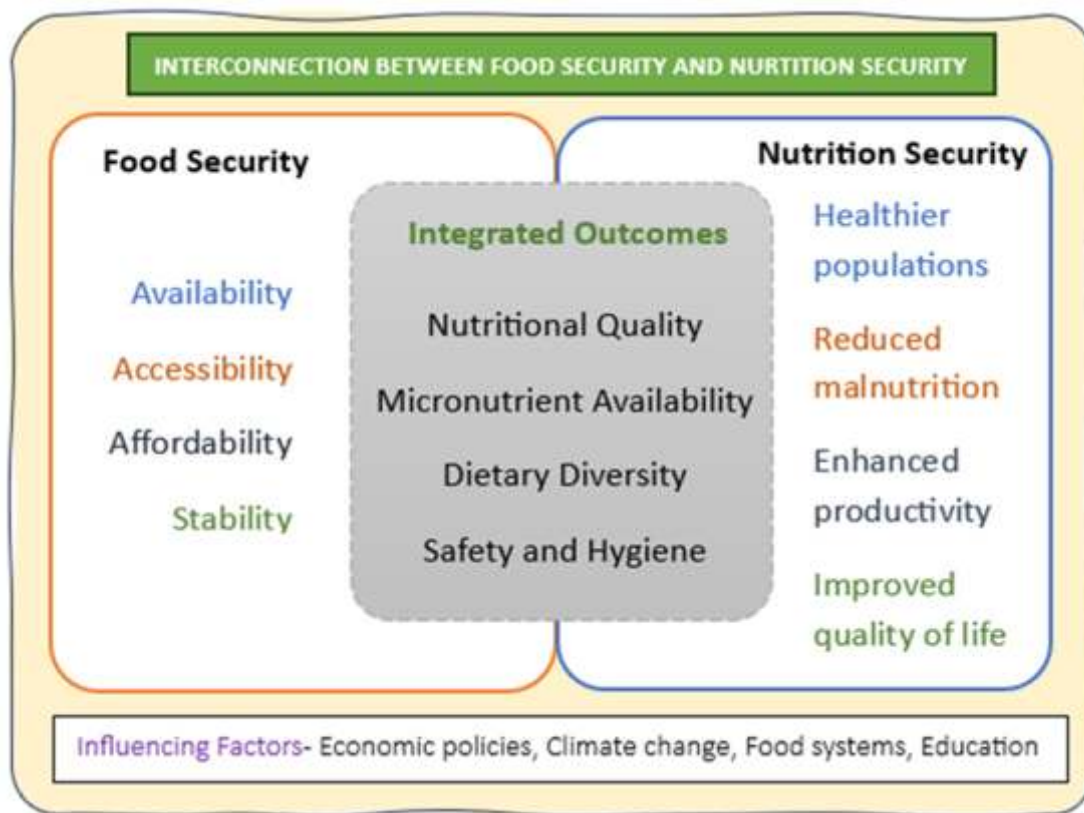 INTERCONNECTION BETWEEN FOOD SECURITY AND NURTITION SECURITY
Food Security
Availability
Accessibility
Affordability
Stability
Integrated Outcomes
Nutritional Quality
Micronutrient Availability
Dietary Diversity
Safety and Hygiene
Nutrition Security
Healthier
populations
Reduced
malnutrition
Enhanced
productivity
Improved
quality of life
Influencing Factors- Economic policies, Climate change, Food systems, Education